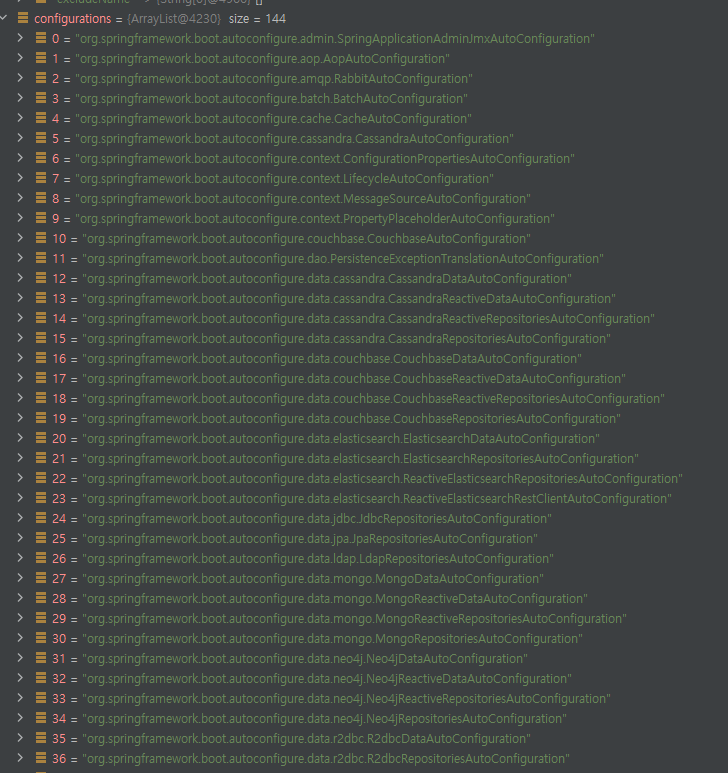 configurations = {ArrayList@4230} size = 144
0 = "org.springframework.boot.autoconfigure.admin.SpringApplicationAdminJmxAutoConfiguration"
1 = "org.springframework.boot.autoconfigure.aop.AopAutoConfiguration"
2 = "org.springframework.boot.autoconfigure.amqp.RabbitAutoConfiguration"
3 = "org.springframework.boot.autoconfigure.batch.BatchAutoConfiguration"
4 = "org.springframework.boot.autoconfigure.cache.CacheAutoConfiguration"
5 = "org.springframework.boot.autoconfigure.cassandra.CassandraAutoConfiguration"
6 = "org.springframework.boot.autoconfigure.context.ConfigurationPropertiesAutoConfiguration"
7 = "org.springframework.boot.autoconfigure.context.LifecycleAutoConfiguration"
8 = "org.springframework.boot.autoconfigure.context.MessageSourceAutoConfiguration"
9 = "org.springframework.boot.autoconfigure.context.PropertyPlaceholderAutoConfiguration"
10 = "org.springframework.boot.autoconfigure.couchbase.CouchbaseAutoConfiguration"
11 = "org.springframework.boot.autoconfigure.dao.PersistenceExceptionTranslationAutoConfiguration"
12 = "org.springframework.boot.autoconfigure.data.cassandra.CassandraDataAutoConfiguration"
13 = "org.springframework.boot.autoconfigure.data.cassandra.CassandraReactiveDataAutoConfiguration"
14 = "org.springframework.boot.autoconfigure.data.cassandra.CassandraReactiveRepositoriesAutoConfiguration"
15 = "org.springframework.boot.autoconfigure.data.cassandra.CassandraRepositoriesAutoConfiguration"
16 = "org.springframework.boot.autoconfigure.data.couchbase.CouchbaseDataAutoConfiguration"
17 = "org.springframework.boot.autoconfigure.data.couchbase.CouchbaseReactiveDataAutoConfiguration"
18 = "org.springframework.boot.autoconfigure.data.couchbase.CouchbaseReactiveRepositoriesAutoConfiguration"
19 = "org.springframework.boot.autoconfigure.data.couchbase.CouchbaseRepositoriesAutoConfiguration"
20 = "org.springframework.boot.autoconfigure.data.elasticsearch.ElasticsearchDataAutoConfiguration"
21 = "org.springframework.boot.autoconfigure.data.elasticsearch.ElasticsearchRepositoriesAutoConfiguration"
22 = "org.springframework.boot.autoconfigure.data.elasticsearch.ReactiveElasticsearchRepositoriesAutoConfiguration"
23 = "org.springframework.boot.autoconfigure.data.elasticsearch.ReactiveElasticsearchRestClientAutoConfiguration"
24 = "org.springframework.boot.autoconfigure.data.jdbc.JdbcRepositoriesAutoConfiguration"
25 = "org.springframework.boot.autoconfigure.data.jpa.JpaRepositoriesAutoConfiguration"
26 = "org.springframework.boot.autoconfigure.data.ldap.LdapRepositoriesAutoConfiguration"
27 = "org.springframework.boot.autoconfigure.data.mongo.MongoDataAutoConfiguration"
28 = "org.springframework.boot.autoconfigure.data.mongo.MongoReactiveDataAutoConfiguration"
29 = "org.springframework.boot.autoconfigure.data.mongo.MongoReactiveRepositoriesAutoConfiguration"
30 = "org.springframework.boot.autoconfigure.data.mongo.MongoRepositoriesAutoConfiguration"
31 = "org.springframework.boot.autoconfigure.data.neo4j.Neo4jDataAutoConfiguration"
32 = "org.springframework.boot.autoconfigure.data.neo4j.Neo4jReactiveDataAutoConfiguration"
33 = "org.springframework.boot.autoconfigure.data.neo4j.Neo4jReactiveRepositoriesAutoConfiguration"
34 = "org.springframework.boot.autoconfigure.data.neo4j.Neo4jRepositoriesAutoConfiguration"
35 = "org.springframework.boot.autoconfigure.data.r2dbc.R2dbcDataAutoConfiguration"
36 = "org.springframework.boot.autoconfigure.data.r2dbc.R2dbcRepositoriesAutoConfiguration"